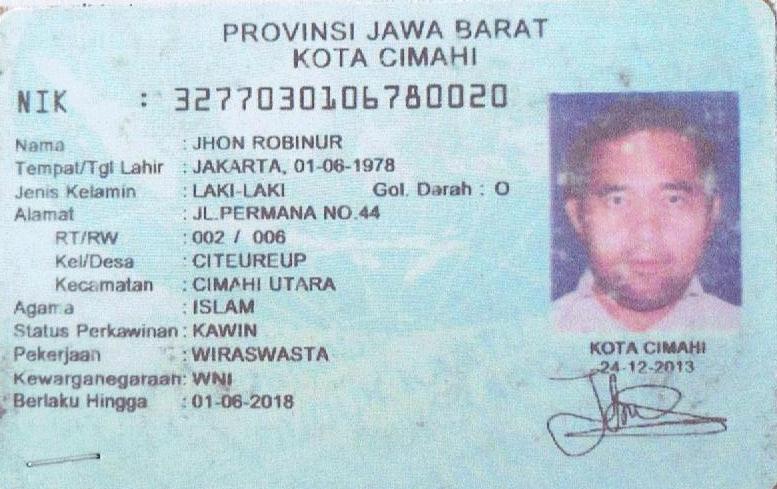 PROVINSI JAWA BARAT
KOTA CIMAHI
NIK : 3277030106780020
Nama : JHON ROBINUR
Tempat/Tgl Lahir : JAKARTA, 01-06-1978
Jenis Kelamin : LAKI-LAKI Gol. Darah : O
Alamat : JL.PERMANA NO.44
RT/RW : 002 / 006
Kel/Desa : CITEUREUP
Kecamatan : CIMAHI UTARA
Agama : ISLAM
Status Perkawinan : KAWIN
Pekerjaan : WIRASWASTA
Kewarganegaraan: WNI
Berlaku Hingga : 01-06-2018
KOTA CIMAHI
24-12-2013